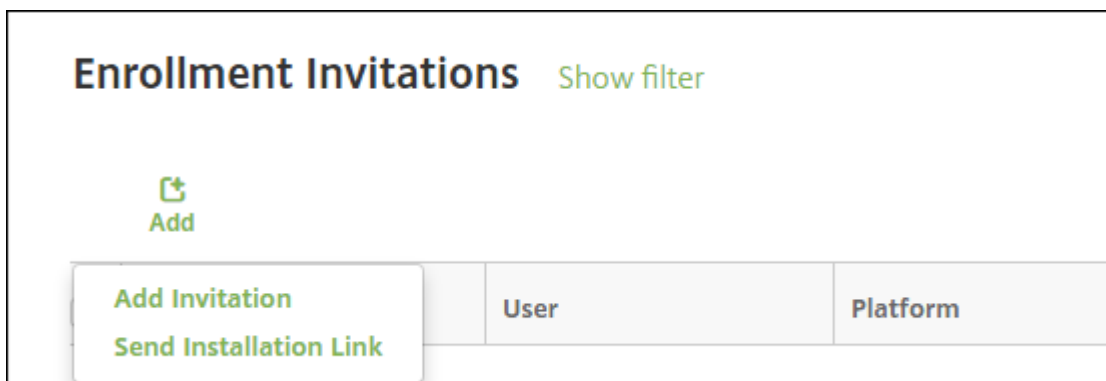 Enrollment Invitations Show filter
Add
Add Invitation
Send Installation Link
User Platform